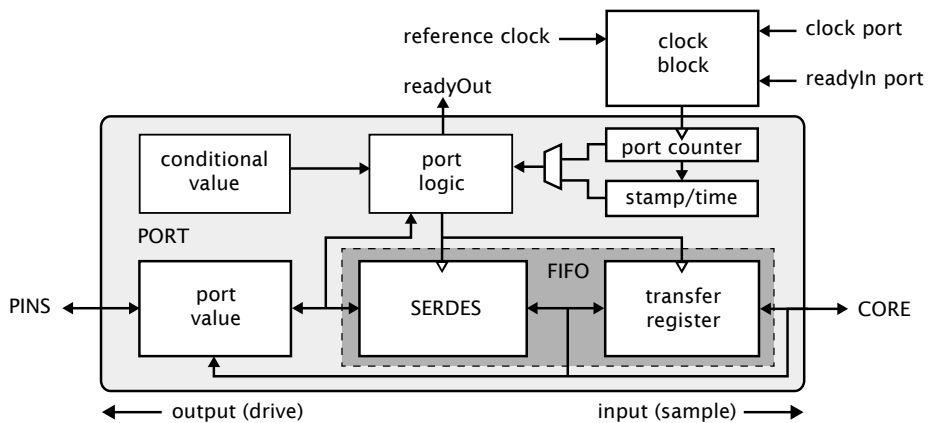 reference clock
clock
block
clock port
readyIn port
readyOut
conditional
value
port
logic
port counter
stamp/time
PORT
FIFO
PINS
port
value
SERDES
transfer
register
CORE
output (drive)
input (sample)